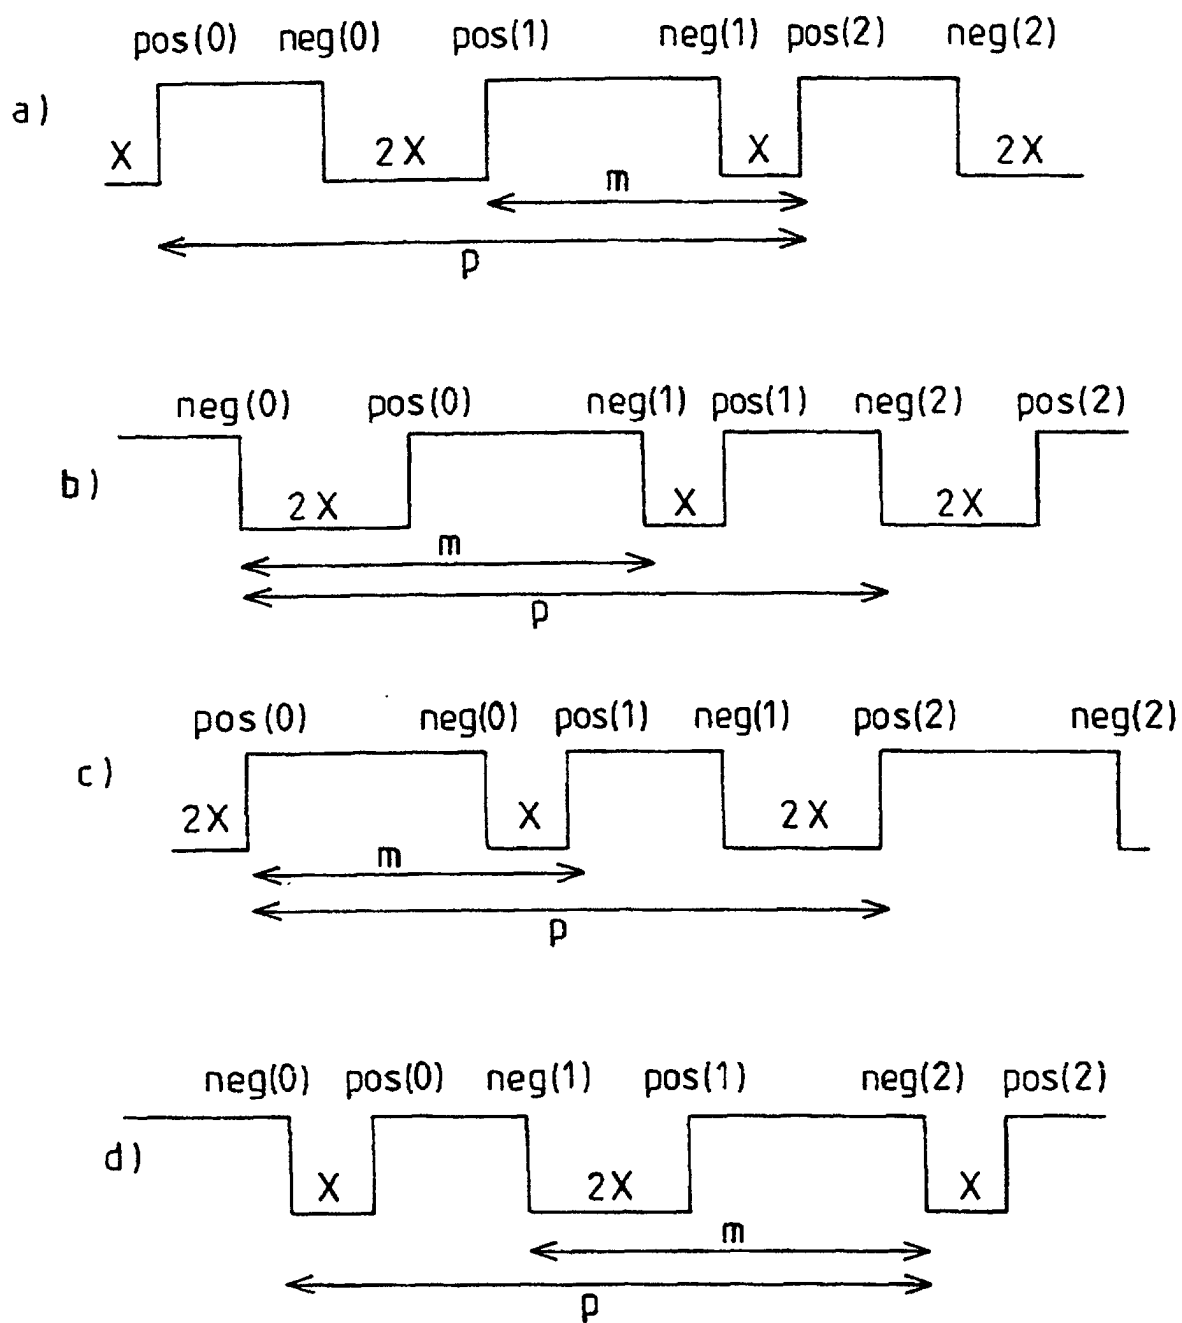 pos(0) neg(0) pos(1) neg(1) pos(2) neg(2)
a)
X 2X X 2X
m
p
neg(0) pos(0) neg(1) pos(1) neg(2) pos(2)
b)
2X X 2X
m
p
pos(0) neg(0) pos(1) neg(1) pos(2) neg(2)
c)
2X X 2X
m
p
neg(0) pos(0) neg(1) pos(1) neg(2) pos(2)
d)
X 2X X
m
p